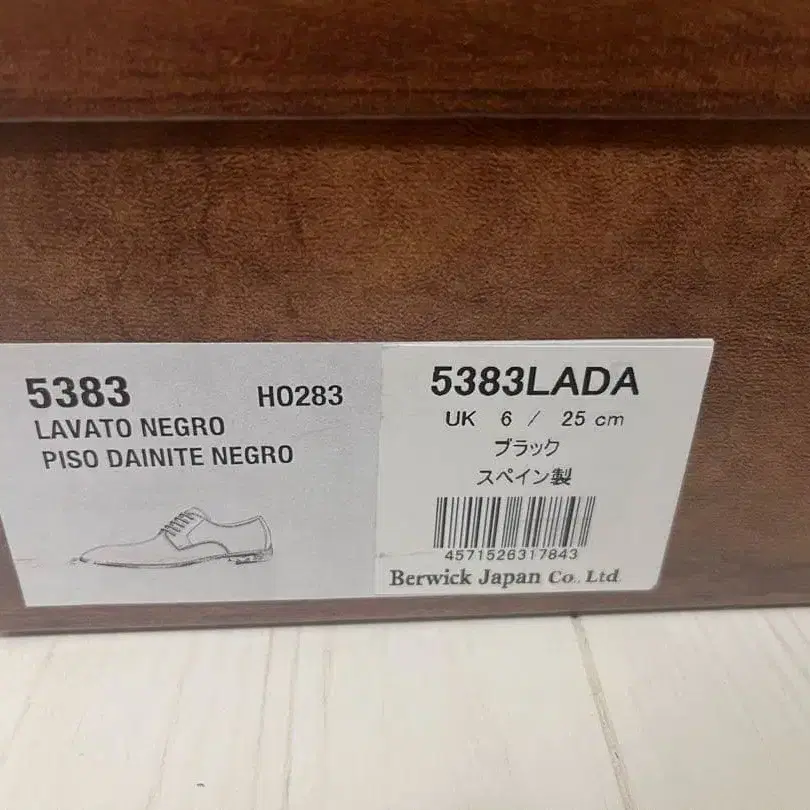 5383 HO283
LAVATO NEGRO
PISO DAINITE NEGRO
5383LADA
UK 6 / 25 cm
ブラック
スペイン製
4571526317843
Berwick Japan Co., Ltd